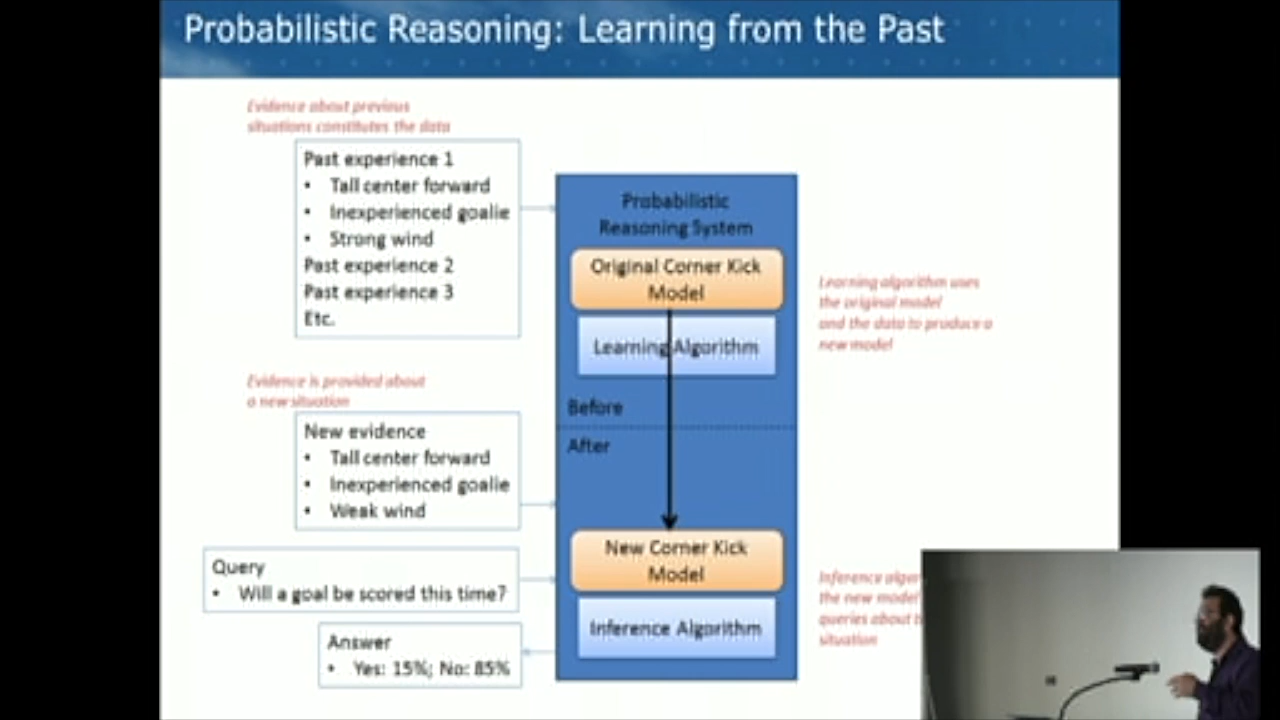 Probabilistic Reasoning: Learning from the Past
Evidence about previous
situations constitutes the data
Past experience 1
• Tall center forward
• Inexperienced goalie
• Strong wind
Past experience 2
Past experience 3
Etc.
Probabilistic
Reasoning System
Original Corner Kick
Model
Learning Algorithm
Before
After
Learning algorithm uses
the original model
and the data to produce a
new model
Evidence is provided about
a new situation
New evidence
• Tall center forward
• Inexperienced goalie
• Weak wind
Query
• Will a goal be scored this time?
Answer
• Yes: 15%; No: 85%
New Corner Kick
Model
Inference Algorithm
Inference
the new model
queries about
situation